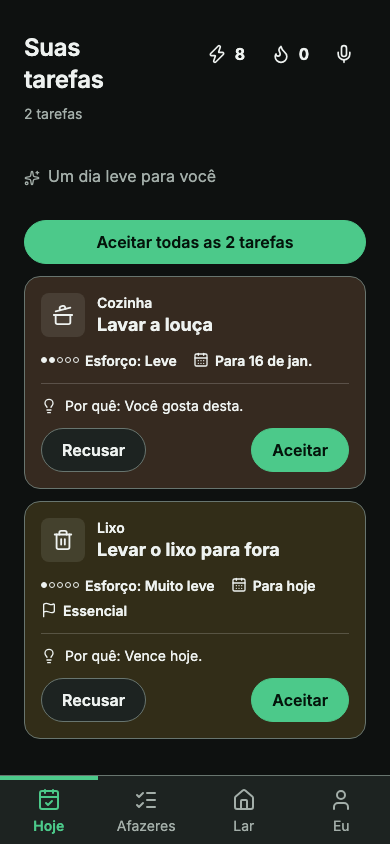 Suas
tarefas
8
0
2 tarefas
Um dia leve para você
Aceitar todas as 2 tarefas
Cozinha
Lavar a louça
Esforço: Leve
Para 16 de jan.
Por quê: Você gosta desta.
Recusar
Aceitar
Lixo
Levar o lixo para fora
Esforço: Muito leve
Para hoje
Essencial
Por quê: Vence hoje.
Recusar
Aceitar
Hoje
Afazeres
Lar
Eu